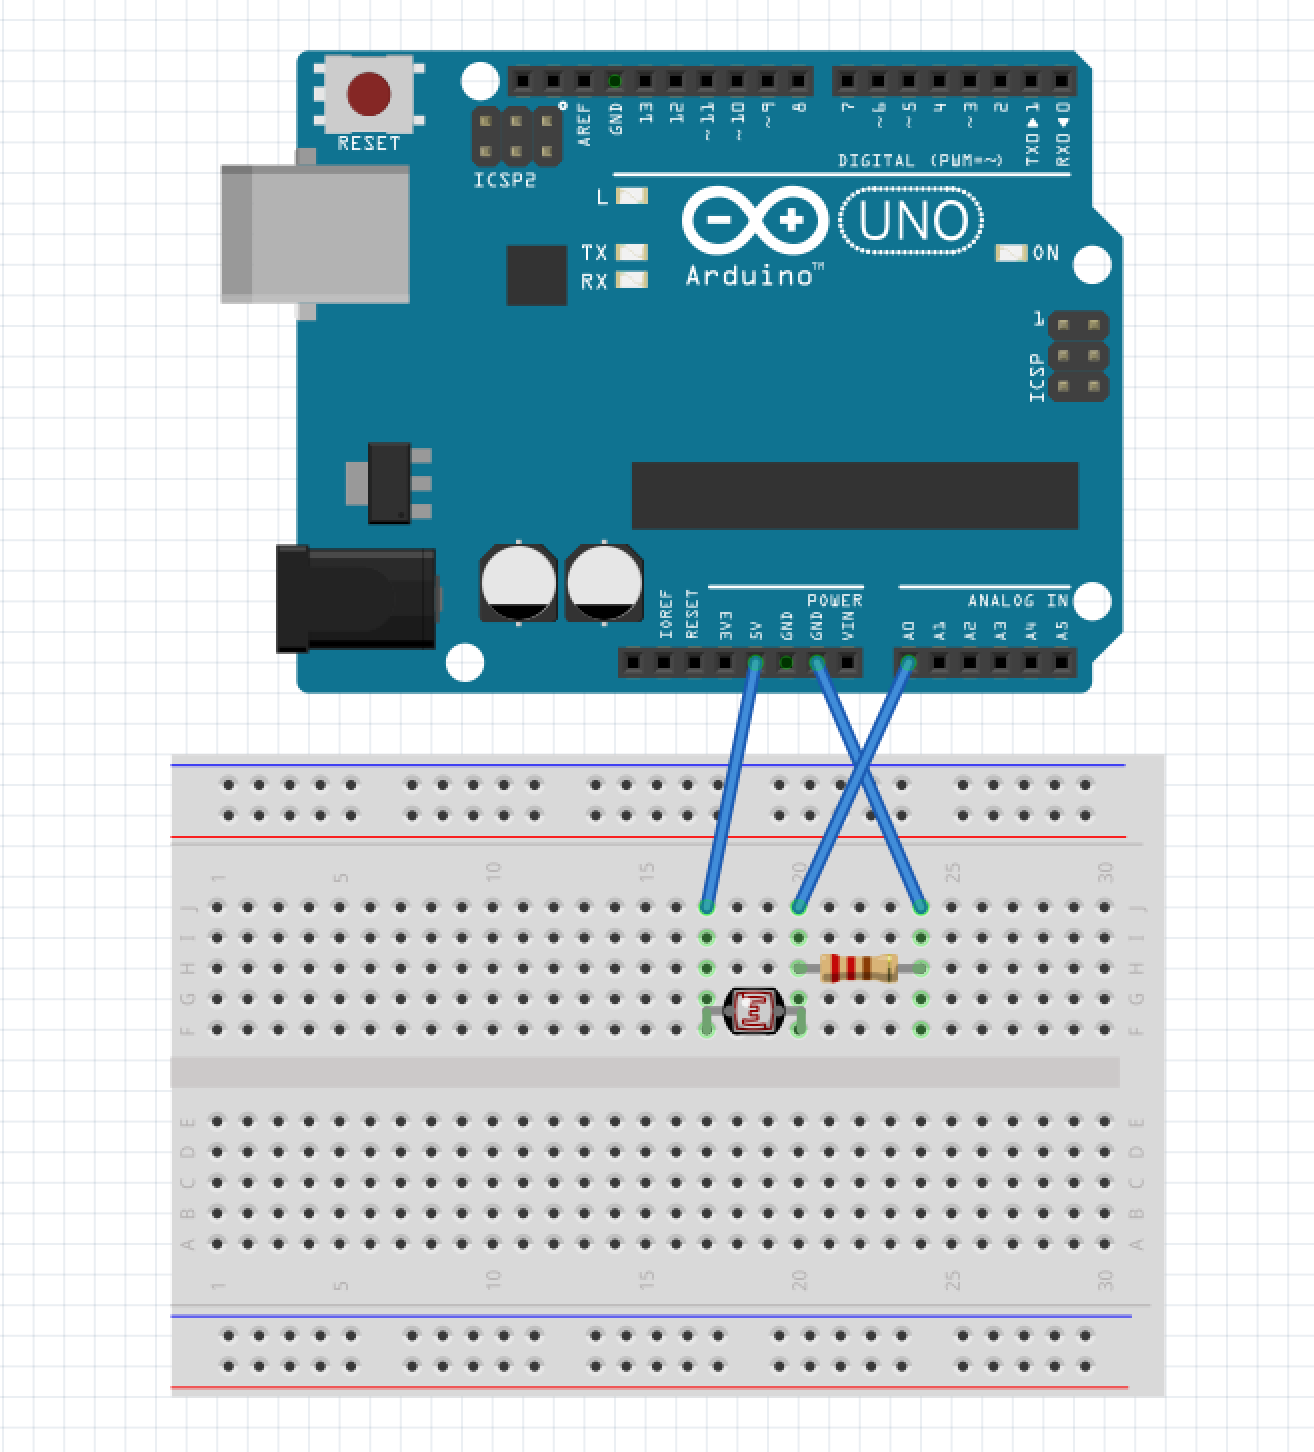 RESET
ICSP2
AREF
GND
13
12
~11
~10
~9
8
7
~6
~5
4
~3
2
TXD▶1
RXD◀0
DIGITAL (PWM=~)
L
TX
RX
UNO
Arduino™
ON
1
ICSP
POWER
ANALOG IN
IOREF
RESET
3V3
5V
GND
GND
VIN
A0
A1
A2
A3
A4
A5
1 5 10 15 20 25 30
J J
I I
H H
G G
F F
E E
D D
C C
B B
A A
1 5 10 15 20 25 30